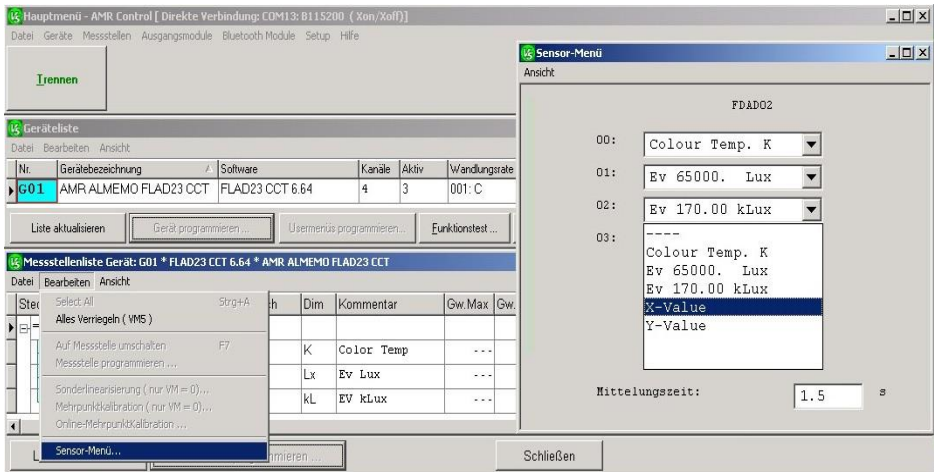 Hauptmenü - AMR Control [ Direkte Verbindung: COM13: B115200 ( Xon/Xoff)]
Datei Geräte Messstellen Ausgangsmodule Bluetooth Module Setup Hilfe
Trennen
Geräteliste
Datei Bearbeiten Ansicht
Nr. Gerätebezeichnung Software Kanäle Aktiv Wandlungsrate
G01 AMR ALMEMO FLAD23 CCT FLAD23 CCT 6.64 4 3 001: C
Liste aktualisieren Gerät programmieren ... Usermenüs programmieren... Funktionstest ...
Messstellenliste Gerät: G01 * FLAD23 CCT 6.64 * AMR ALMEMO FLAD23 CCT
Datei Bearbeiten Ansicht
Dim Kommentar Gw.Max Gw.
K Color Temp ---
Lx Ev Lux ---
kL EV kLux ---
Select All Strg+A
Alles Verriegeln ( VM5 )
Auf Messstelle umschalten F7
Messstelle programmieren ...
Sonderlinearisierung ( nur VM = 0)...
Mehrpunktkalibration ( nur VM = 0)...
Online-MehrpunktKalibration ...
Sensor-Menü...
Schließen
Sensor-Menü
Ansicht
FDAD02
00: Colour Temp. K
01: Ev 65000. Lux
02: Ev 170.00 kLux
03: ----
Colour Temp. K
Ev 65000. Lux
Ev 170.00 kLux
X-Value
Y-Value
Mittelungszeit: 1.5 s